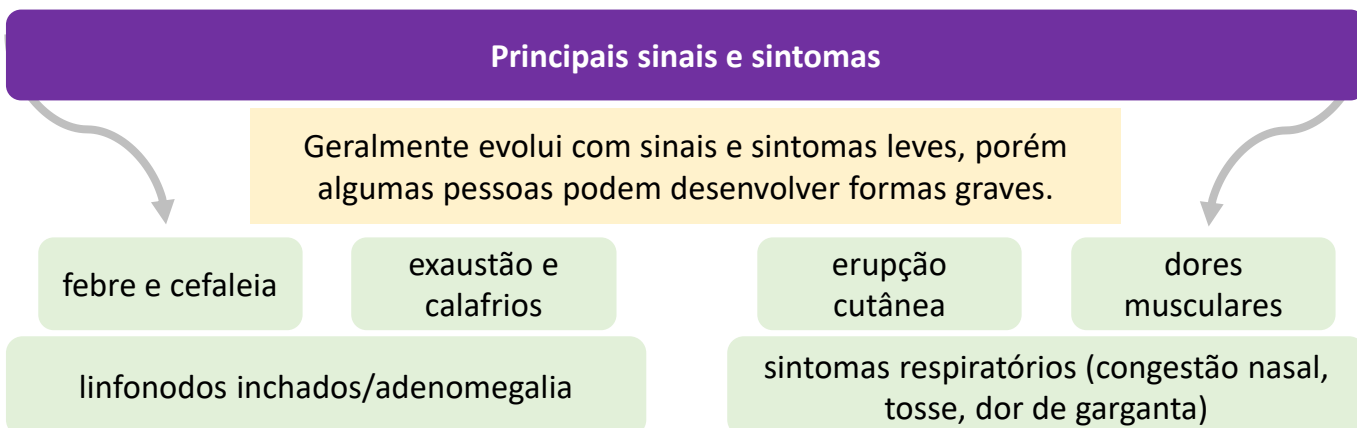 Principais sinais e sintomas
Geralmente evolui com sinais e sintomas leves, porém
algumas pessoas podem desenvolver formas graves.
febre e cefaleia
exaustão e
calafrios
erupção
cutânea
dores
musculares
linfonodos inchados/adenomegalia
sintomas respiratórios (congestão nasal,
tosse, dor de garganta)